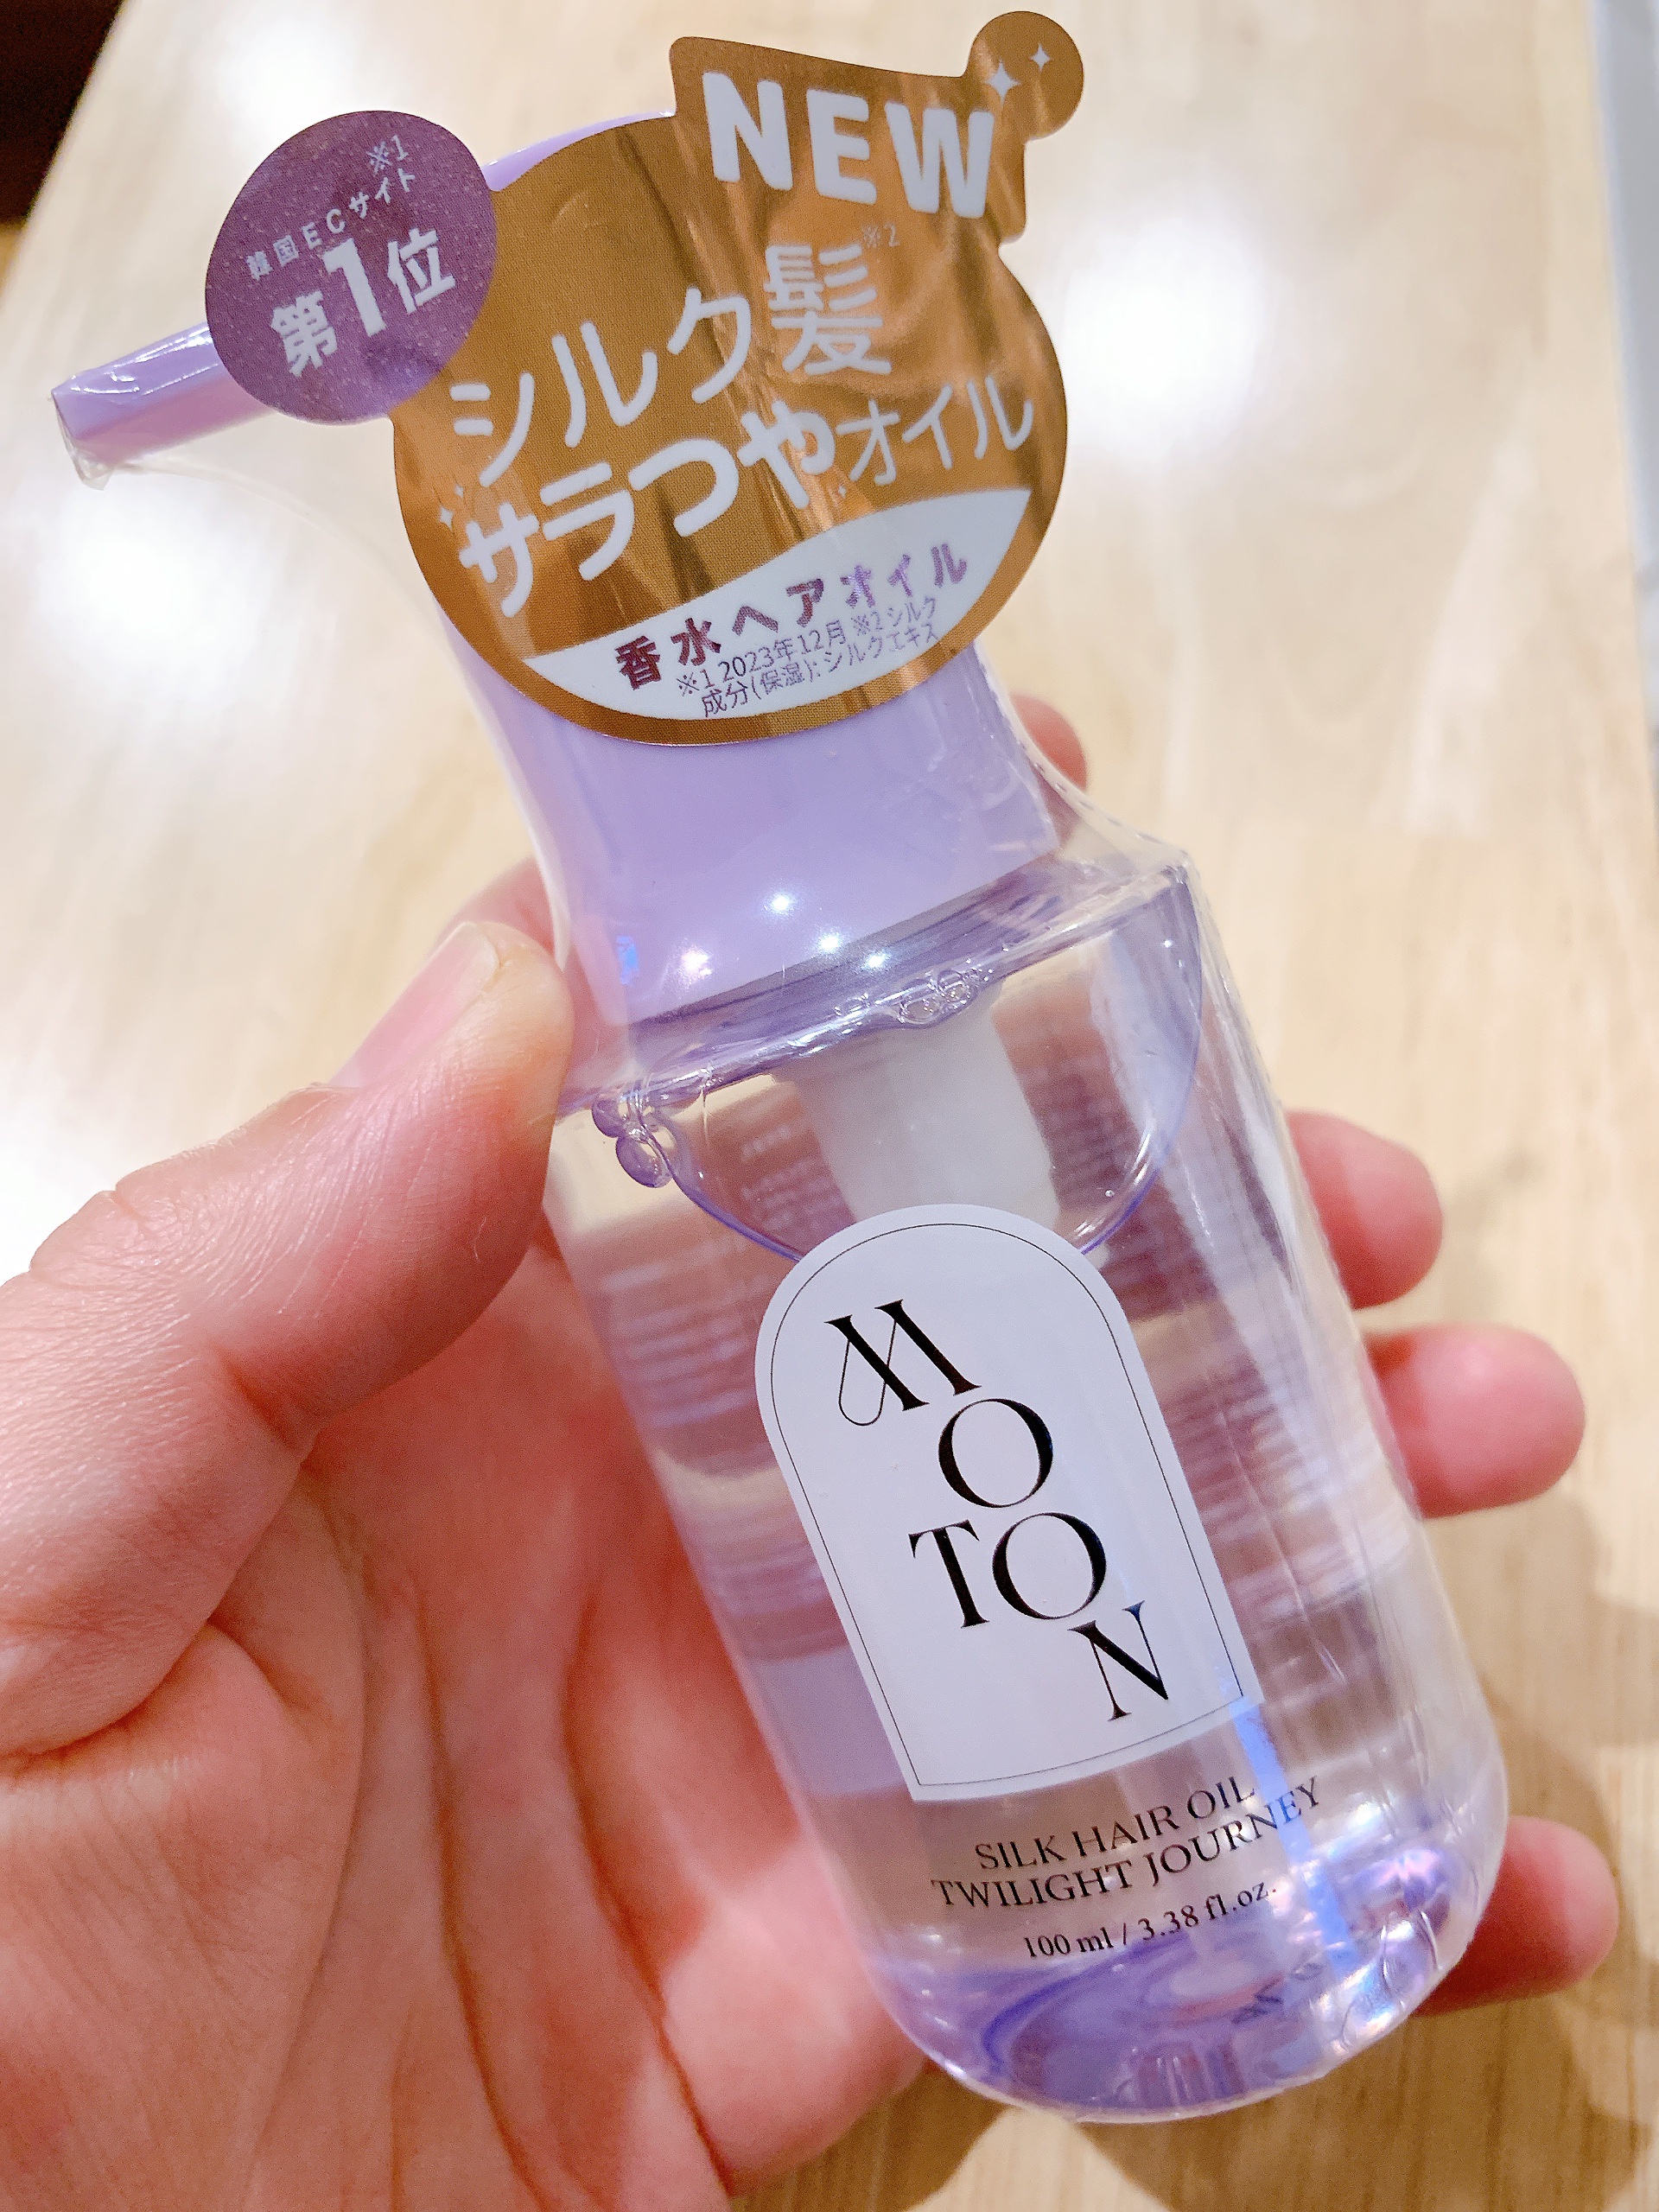 NEW
※1
韓国ECサイト
第1位
シルク髪※2
サラつやオイル
香水ヘアオイル
※1 2023年12月 ※2 シルク
成分(保湿):シルクエキス
M
O
TO
N
SILK HAIR OIL
TWILIGHT JOURNEY
100 ml / 3.38 fl.oz.